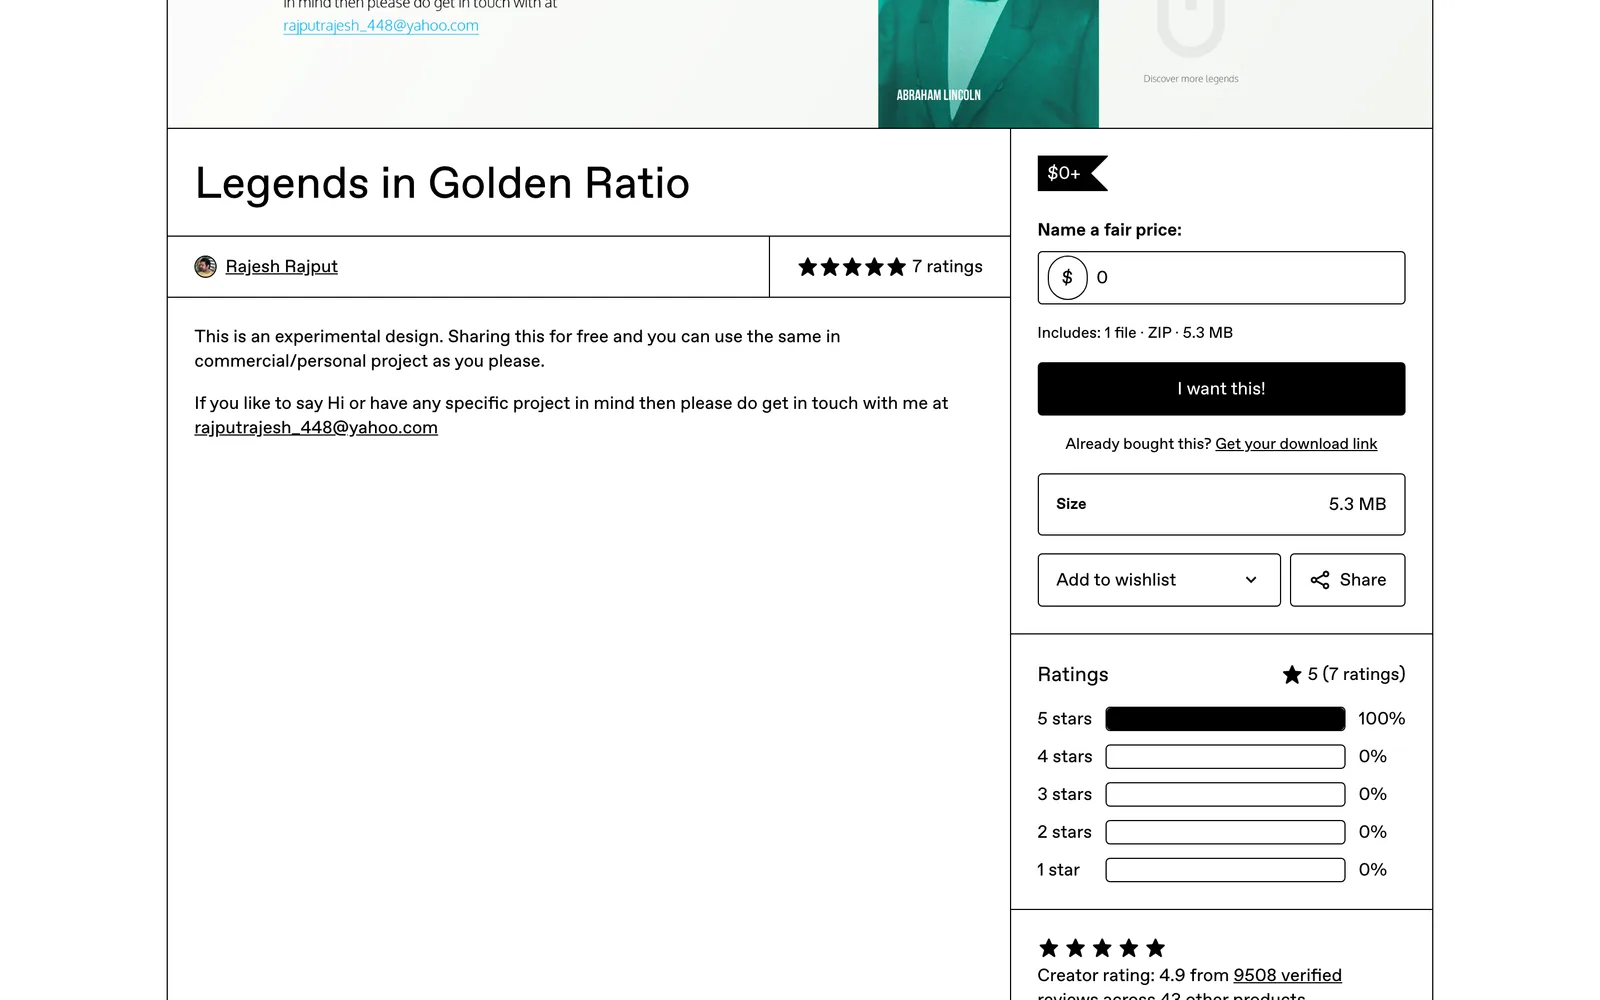 in mind then please do get in touch with at
rajputrajesh_448@yahoo.com
ABRAHAM LINCOLN
Discover more legends
Legends in Golden Ratio
Rajesh Rajput
7 ratings
This is an experimental design. Sharing this for free and you can use the same in
commercial/personal project as you please.
If you like to say Hi or have any specific project in mind then please do get in touch with me at
rajputrajesh_448@yahoo.com
$0+
Name a fair price:
$ 0
Includes: 1 file · ZIP · 5.3 MB
I want this!
Already bought this? Get your download link
Size 5.3 MB
Add to wishlist
Share
Ratings
5 (7 ratings)
5 stars 100%
4 stars 0%
3 stars 0%
2 stars 0%
1 star 0%
Creator rating: 4.9 from 9508 verified
reviews across 43 other products